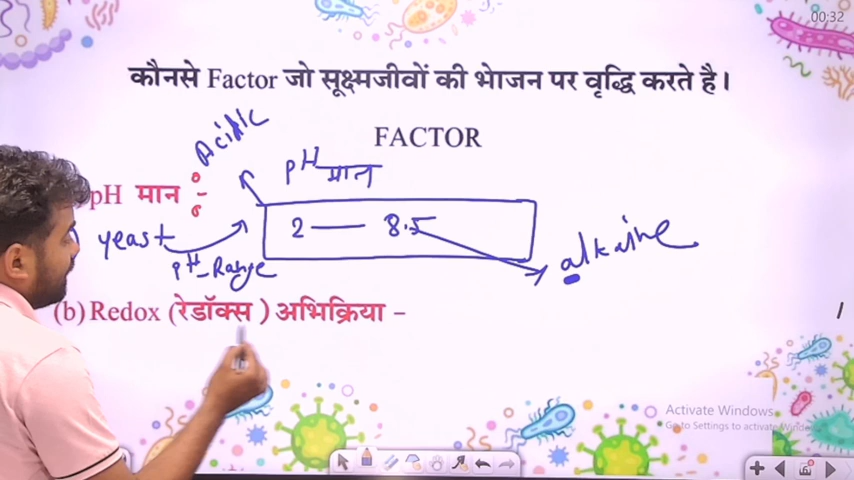 00:32
कौनसे Factor जो सूक्ष्मजीवों की भोजन पर वृद्धि करते है।
FACTOR
Acidic
pH मान
pH मान :-
yeast
2 — 8.5
alkaline
pH-Range
(b) Redox (रेडॉक्स) अभिक्रिया -
Activate Windows
Go to Settings to activate Windows.